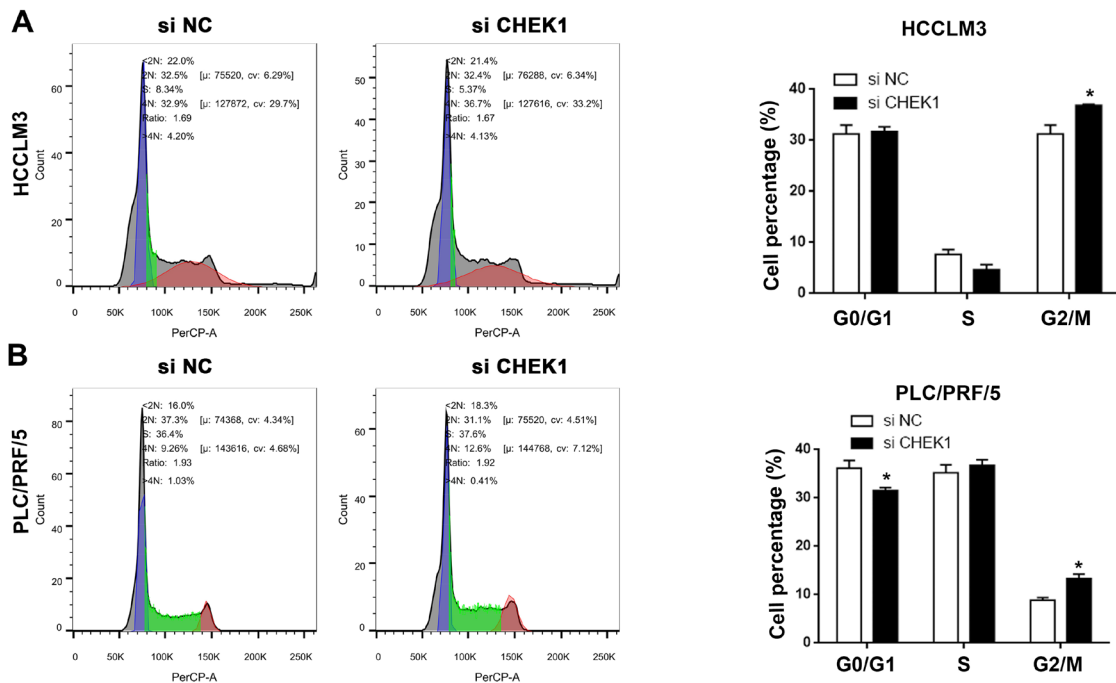 A
si NC
si CHEK1
HCCLM3
<2N: 22.0%
2N: 32.5% [µ: 75520, cv: 6.29%]
S: 8.34%
4N: 32.9% [µ: 127872, cv: 29.7%]
Ratio: 1.69
>4N: 4.20%
60
40
20
0
Count
HCCLM3
0 50K 100K 150K 200K 250K
PerCP-A
<2N: 21.4%
2N: 32.4% [µ: 76288, cv: 6.34%]
S: 5.37%
4N: 36.7% [µ: 127616, cv: 33.2%]
Ratio: 1.67
>4N: 4.13%
50
40
30
20
10
0
Count
0 50K 100K 150K 200K 250K
PerCP-A
si NC
si CHEK1
40
30
20
10
0
Cell percentage (%)
*
G0/G1 S G2/M
B
si NC
si CHEK1
PLC/PRF/5
<2N: 16.0%
2N: 37.3% [µ: 74368, cv: 4.34%]
S: 36.4%
4N: 9.26% [µ: 143616, cv: 4.68%]
Ratio: 1.93
>4N: 1.03%
80
60
40
20
0
Count
PLC/PRF/5
0 50K 100K 150K 200K 250K
PerCP-A
<2N: 18.3%
2N: 31.1% [µ: 75520, cv: 4.51%]
S: 37.6%
4N: 12.6% [µ: 144768, cv: 7.12%]
Ratio: 1.92
>4N: 0.41%
60
40
20
0
Count
0 50K 100K 150K 200K 250K
PerCP-A
si NC
si CHEK1
40
30
20
10
0
Cell percentage (%)
*
*
G0/G1 S G2/M